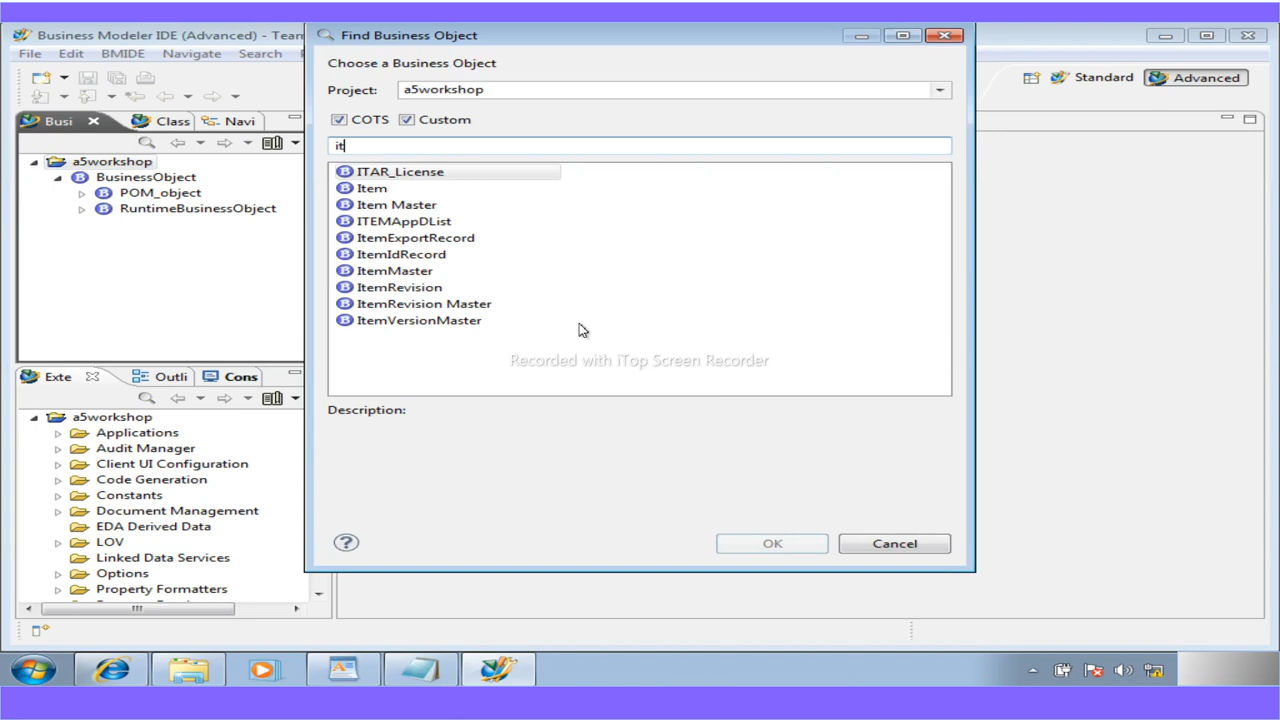 Business Modeler IDE (Advanced) - Team
File Edit BMIDE Navigate Search
Standard Advanced
Busi Class Navi
a5workshop
BusinessObject
POM_object
RuntimeBusinessObject
Exte Outli Cons
a5workshop
Applications
Audit Manager
Client UI Configuration
Code Generation
Constants
Document Management
EDA Derived Data
LOV
Linked Data Services
Options
Property Formatters
Find Business Object
Choose a Business Object
Project: a5workshop
COTS Custom
it
ITAR_License
Item
Item Master
ITEMAppDList
ItemExportRecord
ItemIdRecord
ItemMaster
ItemRevision
ItemRevision Master
ItemVersionMaster
Recorded with iTop Screen Recorder
Description:
OK Cancel